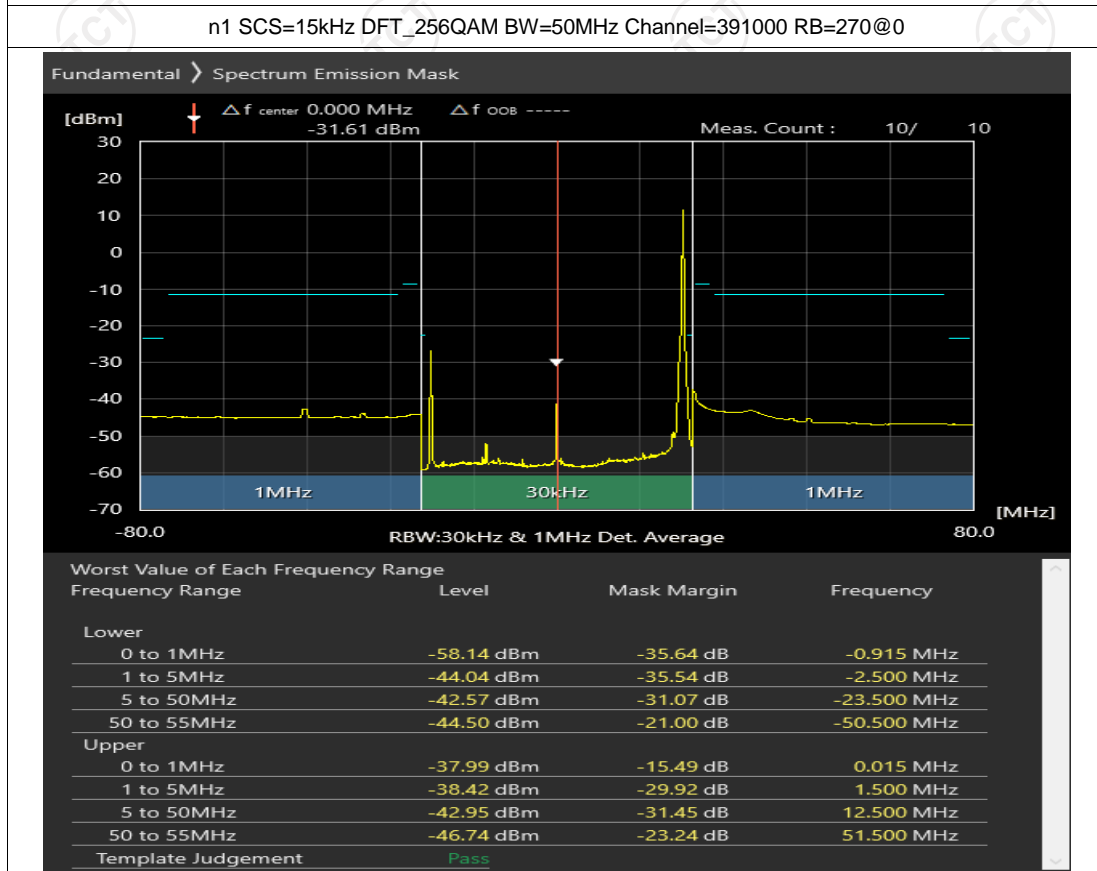 n1 SCS=15kHz DFT_256QAM BW=50MHz Channel=391000 RB=270@0
Fundamental ❯ Spectrum Emission Mask
[dBm] △f center 0.000 MHz △f OOB -----
-31.61 dBm Meas. Count : 10/ 10
30
20
10
0
-10
-20
-30
-40
-50
-60
-70
1MHz 30kHz 1MHz
[MHz]
-80.0 RBW:30kHz & 1MHz Det. Average 80.0
Worst Value of Each Frequency Range
Frequency Range Level Mask Margin Frequency
Lower
0 to 1MHz -58.14 dBm -35.64 dB -0.915 MHz
1 to 5MHz -44.04 dBm -35.54 dB -2.500 MHz
5 to 50MHz -42.57 dBm -31.07 dB -23.500 MHz
50 to 55MHz -44.50 dBm -21.00 dB -50.500 MHz
Upper
0 to 1MHz -37.99 dBm -15.49 dB 0.015 MHz
1 to 5MHz -38.42 dBm -29.92 dB 1.500 MHz
5 to 50MHz -42.95 dBm -31.45 dB 12.500 MHz
50 to 55MHz -46.74 dBm -23.24 dB 51.500 MHz
Template Judgement Pass
TCT
TCT
TCT